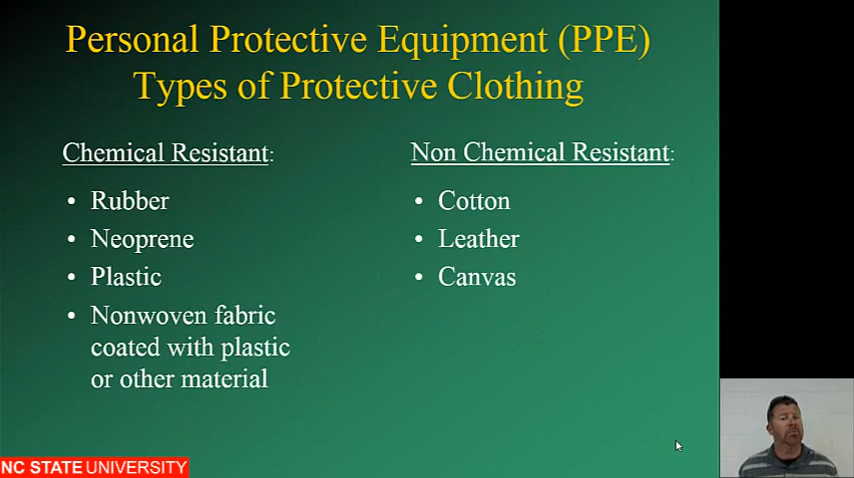 Personal Protective Equipment (PPE)
Types of Protective Clothing
Chemical Resistant:
• Rubber
• Neoprene
• Plastic
• Nonwoven fabric
coated with plastic
or other material
Non Chemical Resistant:
• Cotton
• Leather
• Canvas
NC STATE UNIVERSITY